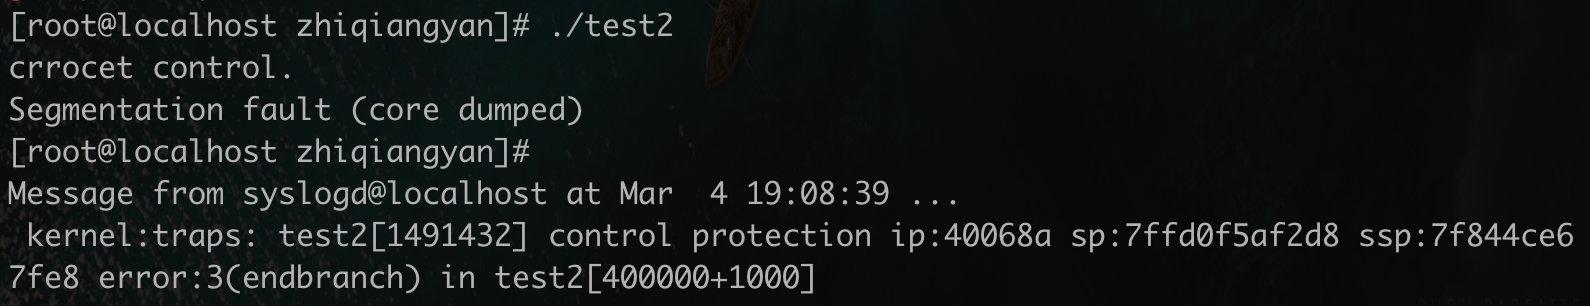 [root@localhost zhiqiangyan]# ./test2
crrocet control.
Segmentation fault (core dumped)
[root@localhost zhiqiangyan]#
Message from syslogd@localhost at Mar  4 19:08:39 ...
 kernel:traps: test2[1491432] control protection ip:40068a sp:7ffd0f5af2d8 ssp:7f844ce6
7fe8 error:3(endbranch) in test2[400000+1000]